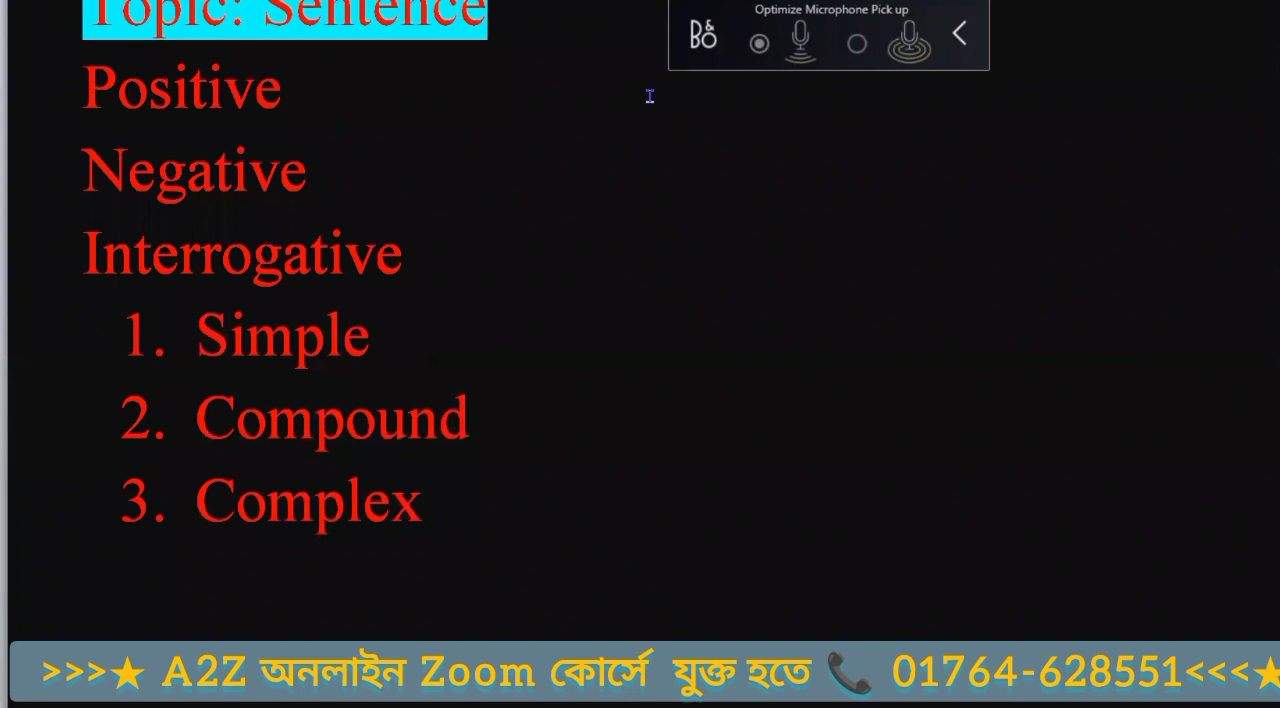 Topic: Sentence
Optimize Microphone Pick up
B&O
Positive
Negative
Interrogative
1. Simple
2. Compound
3. Complex
>>>★ A2Z অনলাইন Zoom কোর্সে যুক্ত হতে 📞 01764-628551<<<★